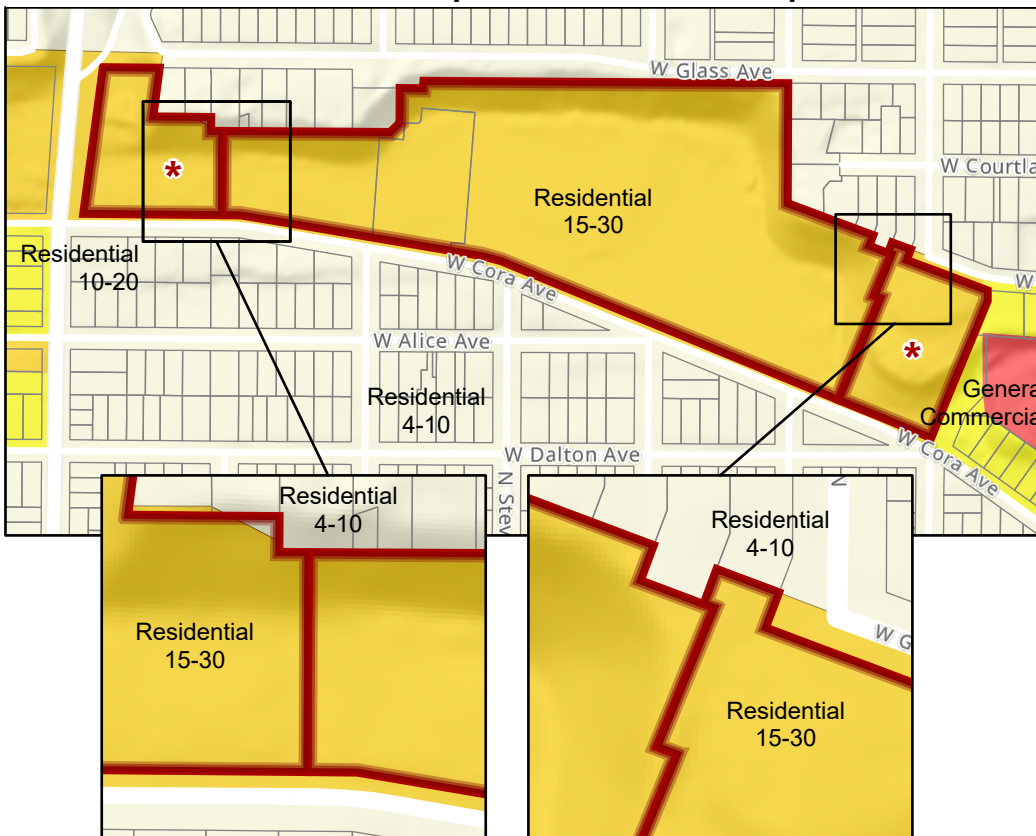 W Glass Ave
W Courtla
*
Residential
15-30
Residential
10-20
W Cora Ave
W
W Alice Ave
*
Residential
4-10
Genera
Commercia
W Dalton Ave
W Cora Ave
N Stev
Residential
4-10
Residential
15-30
N
Residential
4-10
W G
Residential
15-30